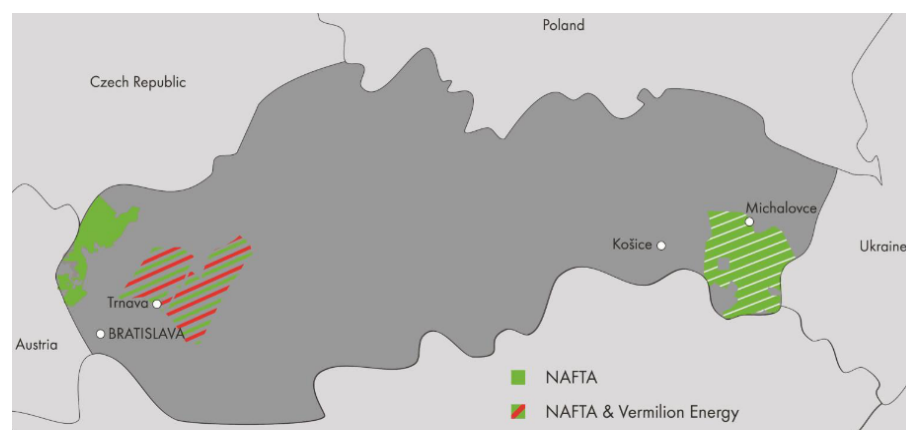 Poland
Czech Republic
Michalovce
Košice
Ukraine
Trnava
BRATISLAVA
Austria
NAFTA
NAFTA & Vermilion Energy